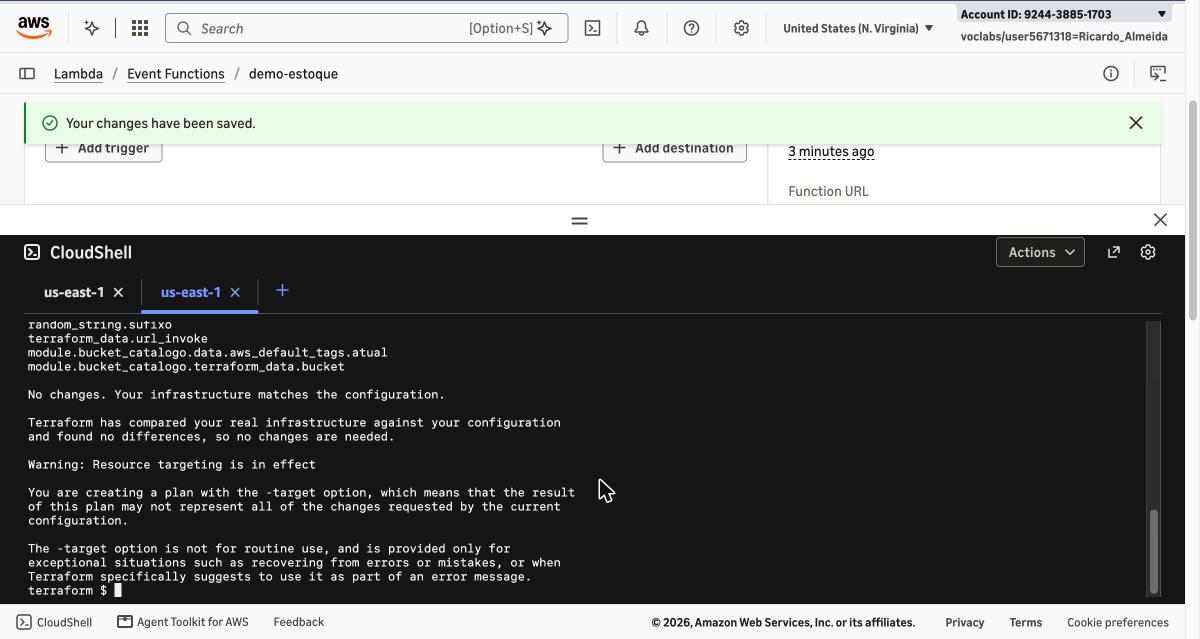 aws
Search
[Option+S]
United States (N. Virginia)
Account ID: 9244-3885-1703
voclabs/user5671318=Ricardo_Almeida
Lambda / Event Functions / demo-estoque
Your changes have been saved.
+ Add trigger
+ Add destination
3 minutes ago
Function URL
CloudShell
Actions
us-east-1
us-east-1
random_string.sufixo
terraform_data.url_invoke
module.bucket_catalogo.data.aws_default_tags.atual
module.bucket_catalogo.terraform_data.bucket
No changes. Your infrastructure matches the configuration.
Terraform has compared your real infrastructure against your configuration
and found no differences, so no changes are needed.
Warning: Resource targeting is in effect
You are creating a plan with the -target option, which means that the result
of this plan may not represent all of the changes requested by the current
configuration.
The -target option is not for routine use, and is provided only for
exceptional situations such as recovering from errors or mistakes, or when
Terraform specifically suggests to use it as part of an error message.
terraform $
CloudShell
Agent Toolkit for AWS
Feedback
© 2026, Amazon Web Services, Inc. or its affiliates.
Privacy
Terms
Cookie preferences